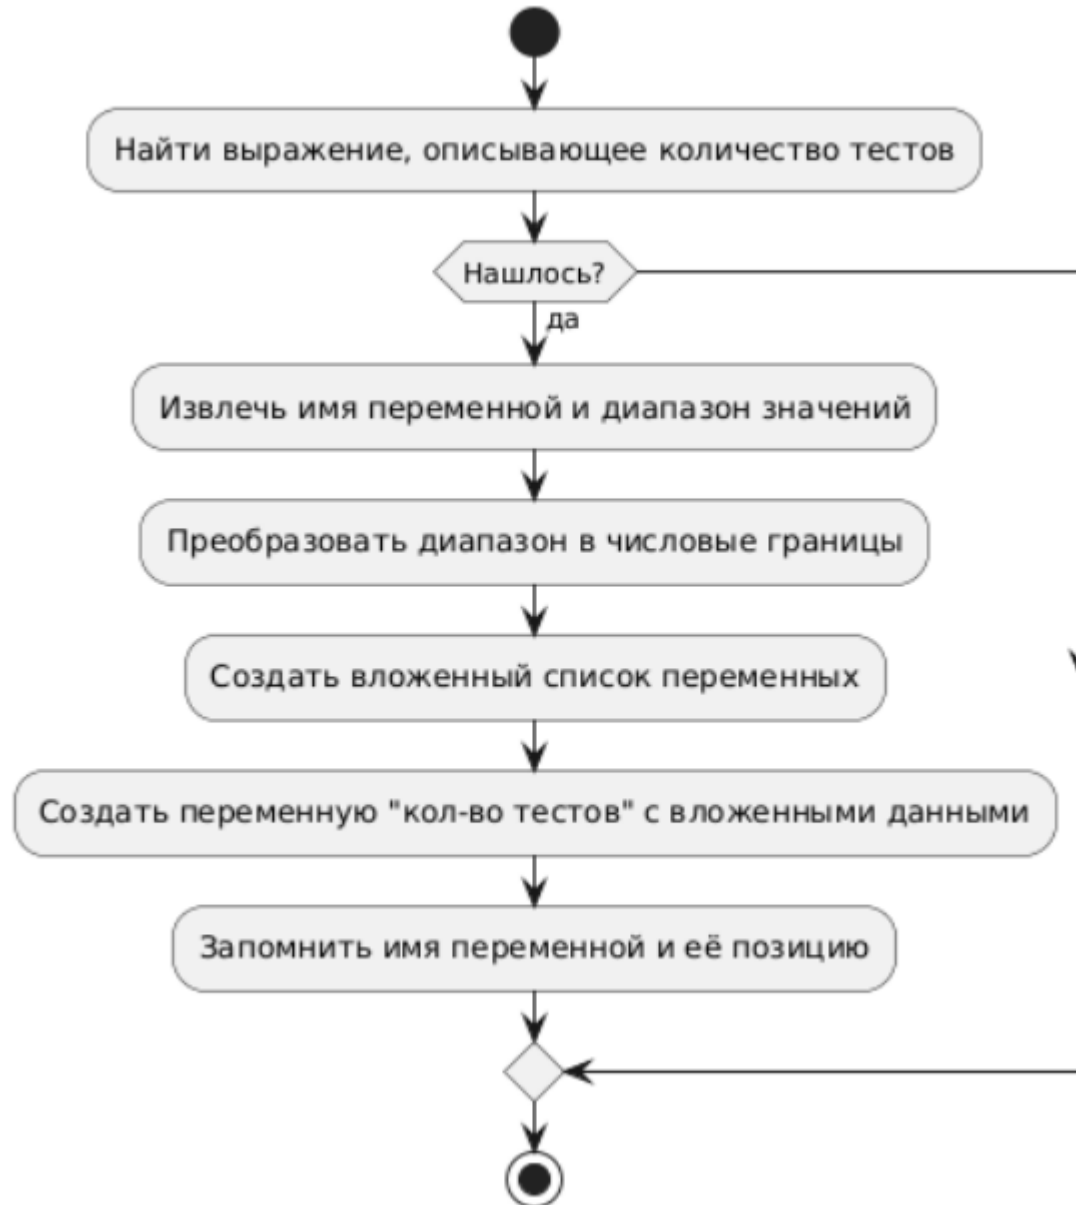 Найти выражение, описывающее количество тестов
Нашлось?
да
Извлечь имя переменной и диапазон значений
Преобразовать диапазон в числовые границы
Создать вложенный список переменных
Создать переменную "кол-во тестов" с вложенными данными
Запомнить имя переменной и её позицию